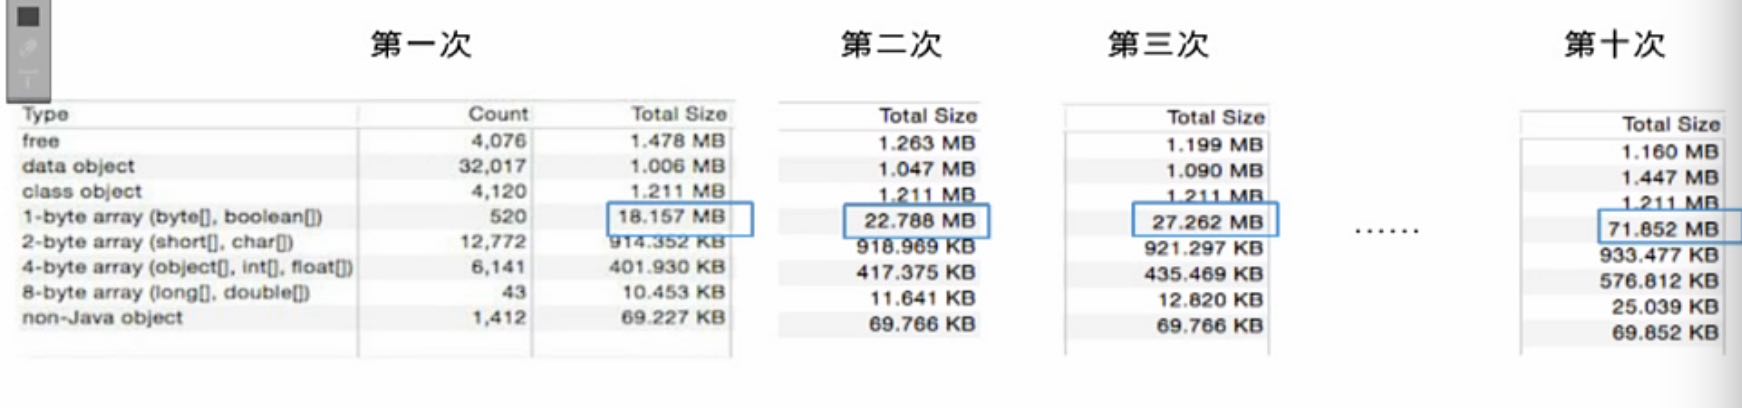 第一次 第二次 第三次 第十次
Type Count Total Size Total Size Total Size Total Size
free 4,076 1.478 MB 1.263 MB 1.199 MB 1.160 MB
data object 32,017 1.006 MB 1.047 MB 1.090 MB 1.447 MB
class object 4,120 1.211 MB 1.211 MB 1.211 MB 1.211 MB
1-byte array (byte[], boolean[]) 520 18.157 MB 22.788 MB 27.262 MB ...... 71.852 MB
2-byte array (short[], char[]) 12,772 914.352 KB 918.969 KB 921.297 KB 933.477 KB
4-byte array (object[], int[], float[]) 6,141 401.930 KB 417.375 KB 435.469 KB 576.812 KB
8-byte array (long[], double[]) 43 10.453 KB 11.641 KB 12.820 KB 25.039 KB
non-Java object 1,412 69.227 KB 69.766 KB 69.766 KB 69.852 KB